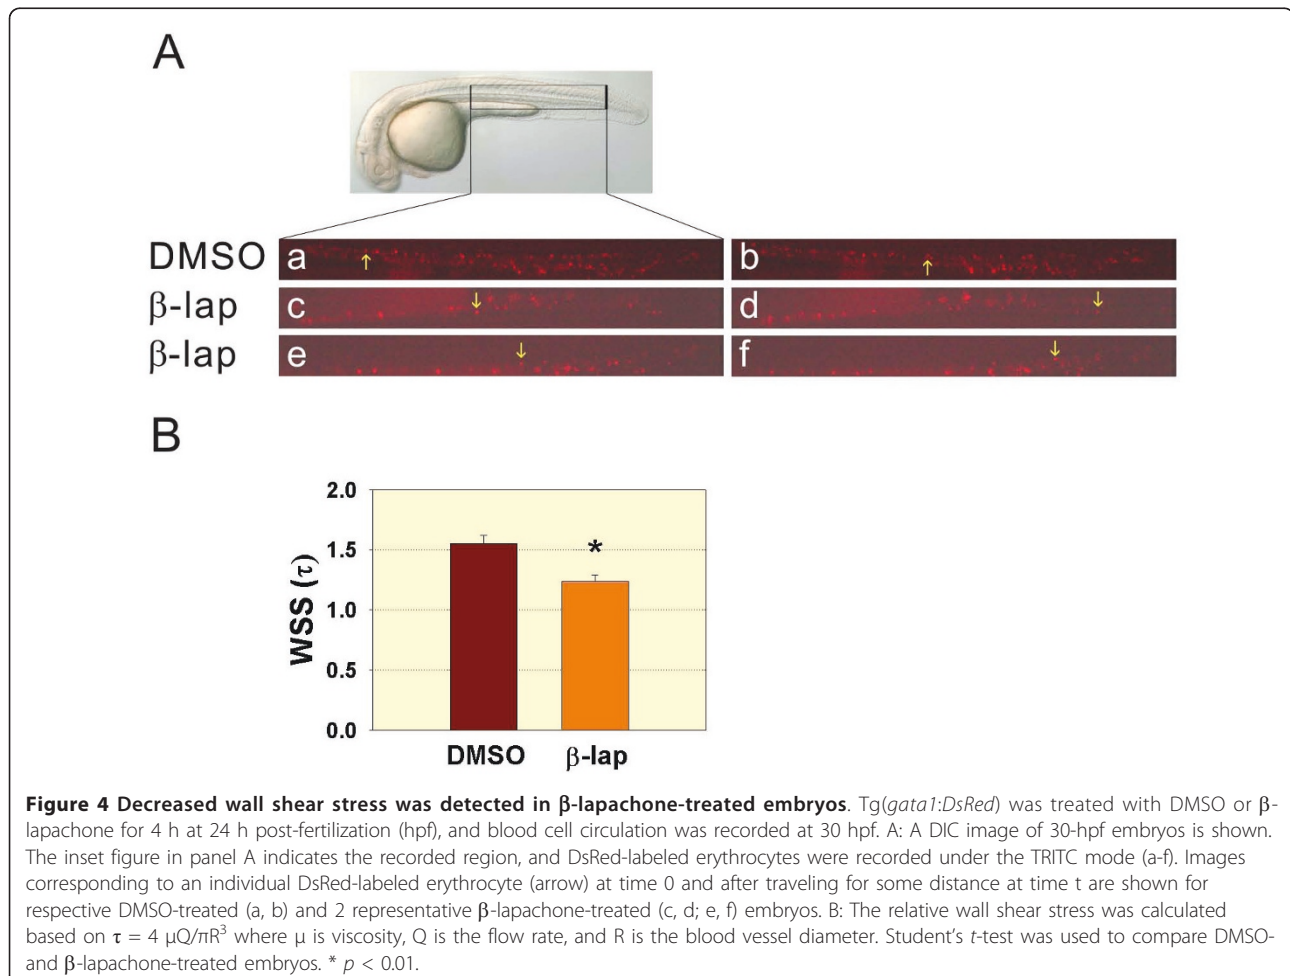 A
DMSO a b
β-lap c d
β-lap e f
B
2.0
1.5
1.0
0.5
0.0
WSS (τ)
*
DMSO β-lap
Figure 4 Decreased wall shear stress was detected in β-lapachone-treated embryos. Tg(gata1:DsRed) was treated with DMSO or β-
lapachone for 4 h at 24 h post-fertilization (hpf), and blood cell circulation was recorded at 30 hpf. A: A DIC image of 30-hpf embryos is shown.
The inset figure in panel A indicates the recorded region, and DsRed-labeled erythrocytes were recorded under the TRITC mode (a-f). Images
corresponding to an individual DsRed-labeled erythrocyte (arrow) at time 0 and after traveling for some distance at time t are shown for
respective DMSO-treated (a, b) and 2 representative β-lapachone-treated (c, d; e, f) embryos. B: The relative wall shear stress was calculated
based on τ = 4 μQ/πR³ where μ is viscosity, Q is the flow rate, and R is the blood vessel diameter. Student's t-test was used to compare DMSO-
and β-lapachone-treated embryos. * p < 0.01.